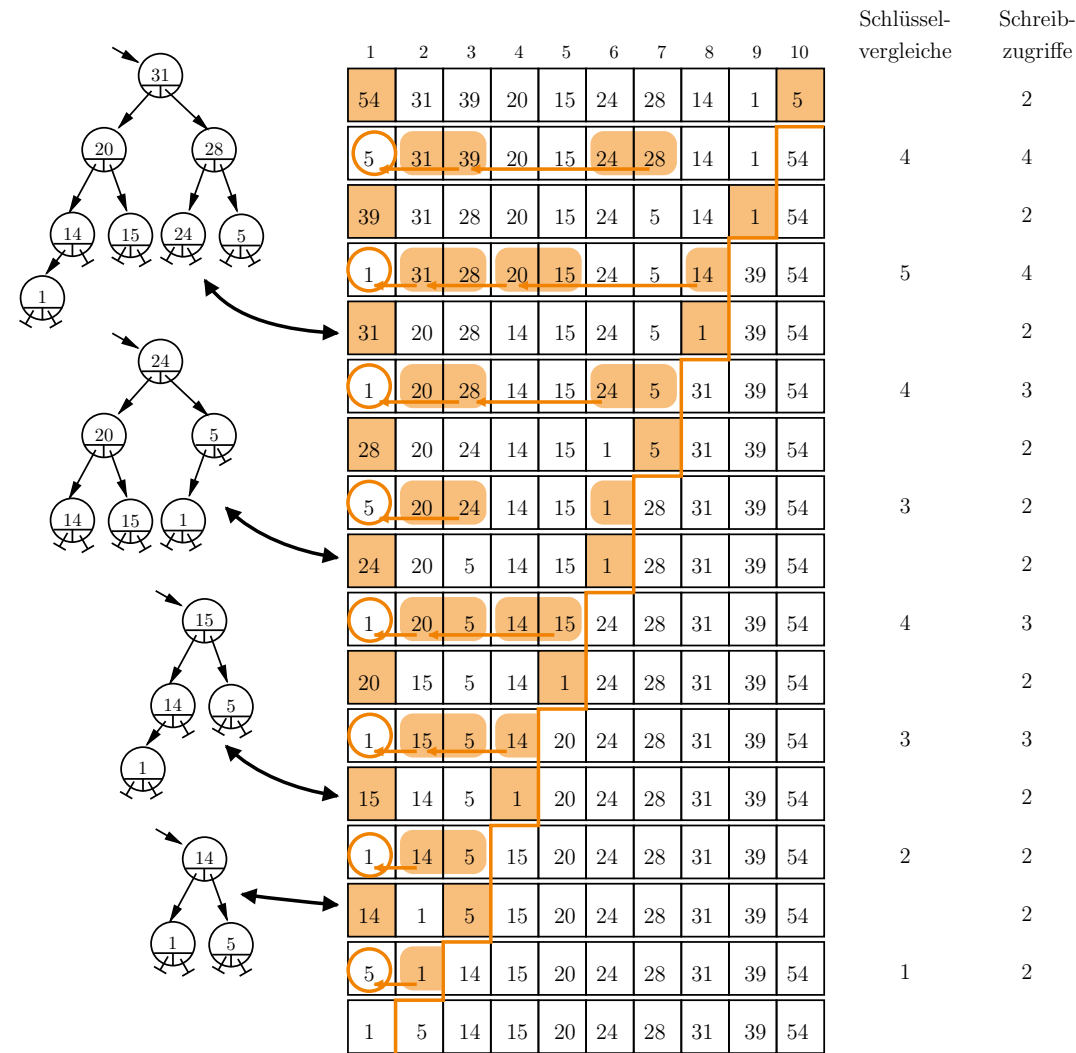 Schlüssel- Schreib-
1 2 3 4 5 6 7 8 9 10 vergleiche zugriffe
31
54 31 39 20 15 24 28 14 1 5 2
20 28
5 31 39 20 15 24 28 14 1 54 4 4
39 31 28 20 15 24 5 14 1 54 2
14 15 24 5
1 31 28 20 15 24 5 14 39 54 5 4
1
31 20 28 14 15 24 5 1 39 54 2
24
1 20 28 14 15 24 5 31 39 54 4 3
20 5
28 20 24 14 15 1 5 31 39 54 2
5 20 24 14 15 1 28 31 39 54 3 2
14 15 1
24 20 5 14 15 1 28 31 39 54 2
15
1 20 5 14 15 24 28 31 39 54 4 3
20 15 5 14 1 24 28 31 39 54 2
14 5
1 15 5 14 20 24 28 31 39 54 3 3
1
15 14 5 1 20 24 28 31 39 54 2
14
1 14 5 15 20 24 28 31 39 54 2 2
14 1 5 15 20 24 28 31 39 54 2
1 5
5 1 14 15 20 24 28 31 39 54 1 2
1 5 14 15 20 24 28 31 39 54